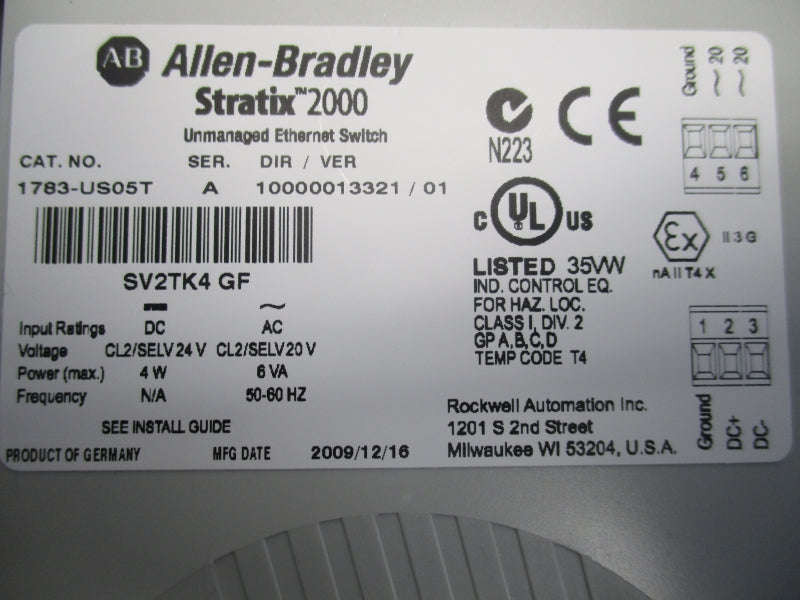 AB Allen-Bradley
Stratix™2000
Unmanaged Ethernet Switch
CAT. NO. SER. DIR / VER
1783-US05T A 10000013321 / 01
SV2TK4 GF
Input Ratings DC AC
Voltage CL2/SELV 24 V CL2/SELV 20 V
Power (max.) 4 W 6 VA
Frequency N/A 50-60 HZ
SEE INSTALL GUIDE
PRODUCT OF GERMANY MFG DATE 2009/12/16
N223
CE
c UL US
LISTED 35VW
IND. CONTROL EQ.
FOR HAZ. LOC.
CLASS I, DIV. 2
GP A,B,C,D
TEMP CODE T4
Rockwell Automation Inc.
1201 S 2nd Street
Milwaukee WI 53204, U.S.A.
Ground ~ 20 ~ 20
4 5 6
Ex II 3 G
nA II T4 X
1 2 3
Ground DC+ DC-